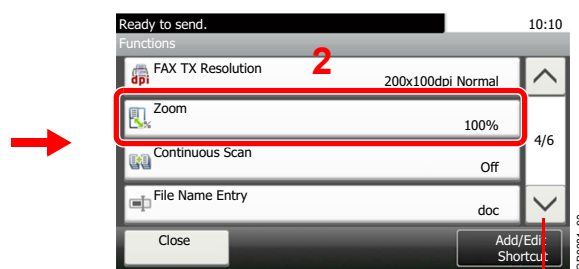 Ready to send. 10:10
Functions
2
FAX TX Resolution
dpi
200x100dpi Normal
Zoom
%
100%
4/6
Continuous Scan
Off
File Name Entry
doc
Close
Add/Edit
Shortcut